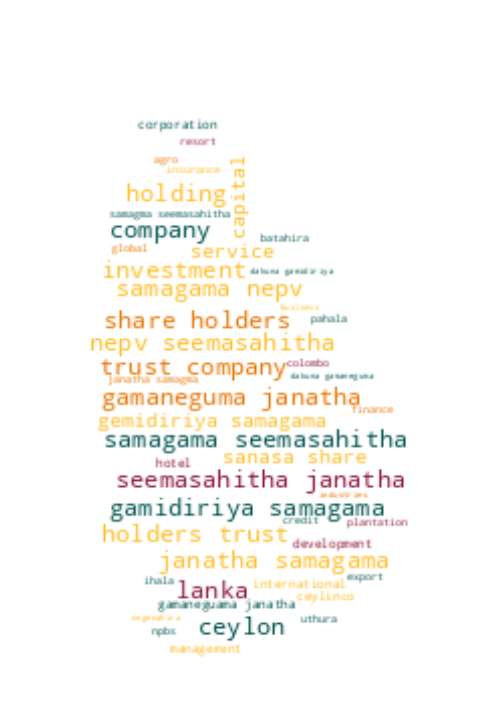 corporation
resort
agro
insurance
capital
holding
samagma seemasahitha
company
batahira
global
service
investment
dakuna gamidiriya
samagama nepv
business
share holders
pahala
nepv seemasahitha
trust company
colombo
janatha samagma
dakuna gamaneguma
gamaneguma janatha
finance
gemidiriya samagama
samagama seemasahitha
sanasa share
hotel
seemasahitha janatha
industries
gamidiriya samagama
credit
plantation
holders trust
development
janatha samagama
ihala
export
lanka
international
ceylinco
gamaneguama janatha
negenahira
uthura
npbs
ceylon
management